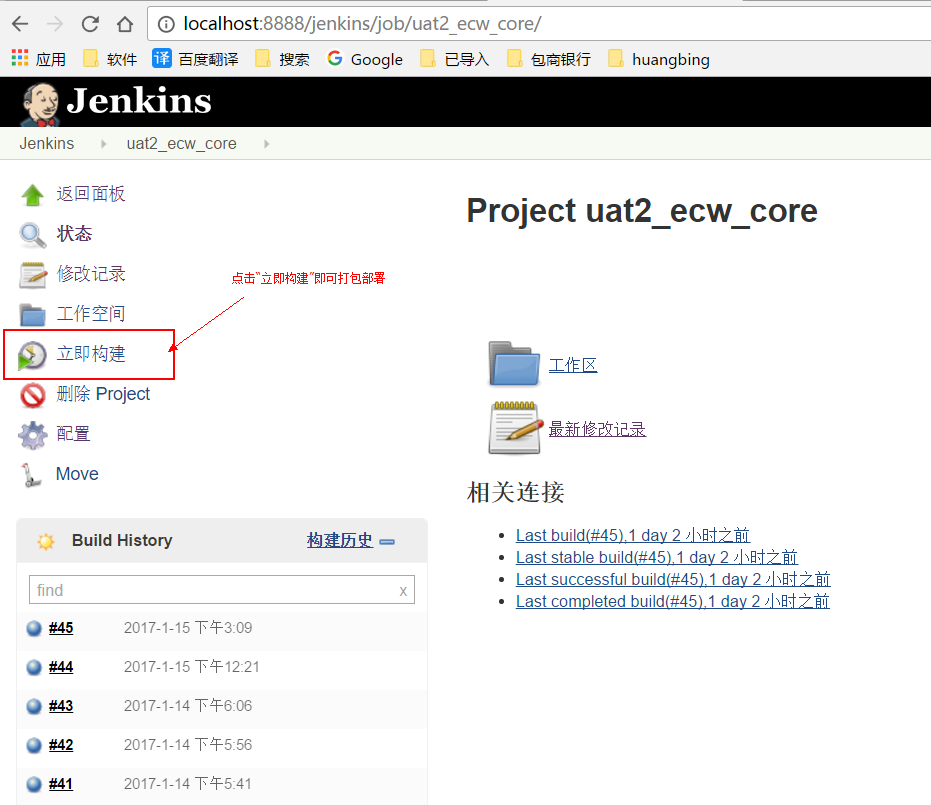 localhost:8888/jenkins/job/uat2_ecw_core/
应用 软件 译 百度翻译 搜索 G Google 已导入 包商银行 huangbing
Jenkins
Jenkins uat2_ecw_core
返回面板
状态
修改记录
工作空间
立即构建
删除 Project
配置
Move
点击“立即构建”即可打包部署
Project uat2_ecw_core
工作区
最新修改记录
相关连接
Last build(#45),1 day 2 小时之前
Last stable build(#45),1 day 2 小时之前
Last successful build(#45),1 day 2 小时之前
Last completed build(#45),1 day 2 小时之前
Build History 构建历史
find x
#45 2017-1-15 下午3:09
#44 2017-1-15 下午12:21
#43 2017-1-14 下午6:06
#42 2017-1-14 下午5:56
#41 2017-1-14 下午5:41